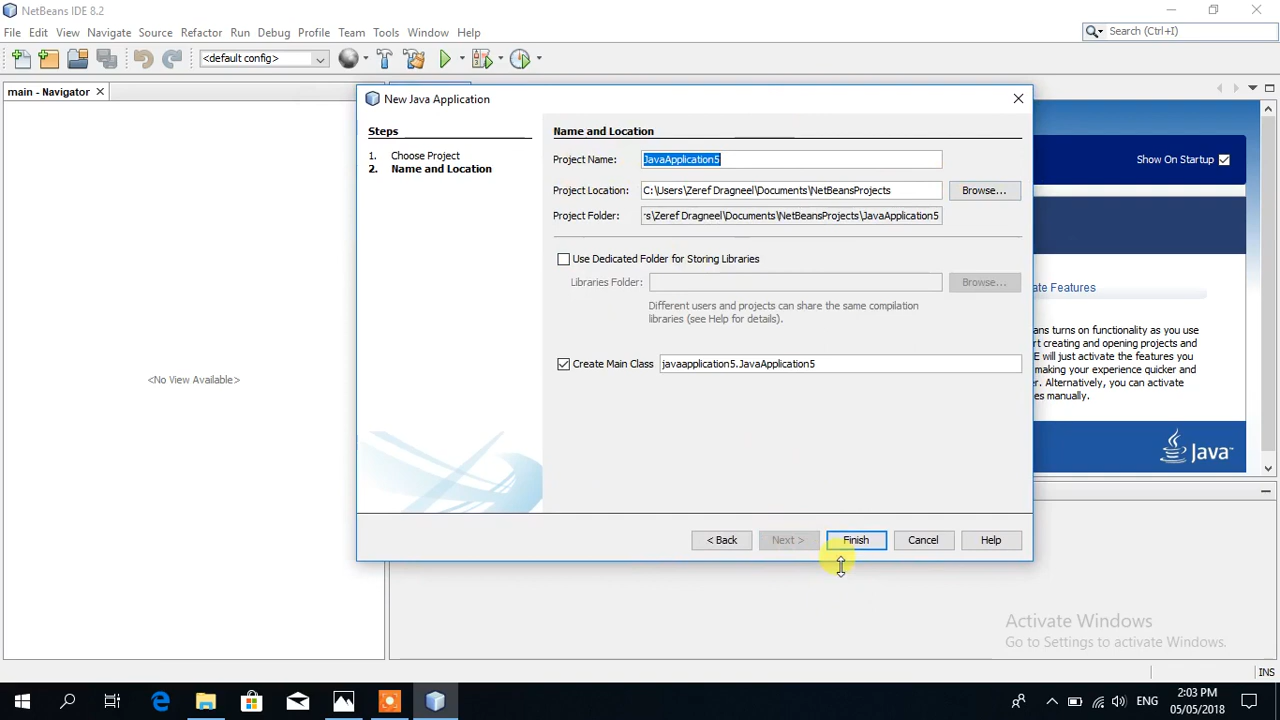 NetBeans IDE 8.2
File Edit View Navigate Source Refactor Run Debug Profile Team Tools Window Help
Search (Ctrl+I)
<default config>
main - Navigator
<No View Available>
New Java Application
Steps
1. Choose Project
2. Name and Location
Name and Location
Project Name: JavaApplication5
Project Location: C:\Users\Zeref Dragneel\Documents\NetBeansProjects Browse...
Project Folder: s\Zeref Dragneel\Documents\NetBeansProjects\JavaApplication5
Use Dedicated Folder for Storing Libraries
Libraries Folder: Browse...
Different users and projects can share the same compilation
libraries (see Help for details).
Create Main Class javaapplication5.JavaApplication5
< Back Next > Finish Cancel Help
Show On Startup
ate Features
ans turns on functionality as you use
rt creating and opening projects and
E will just activate the features you
making your experience quicker and
er. Alternatively, you can activate
es manually.
Java™
Activate Windows
Go to Settings to activate Windows.
INS
ENG
2:03 PM
05/05/2018